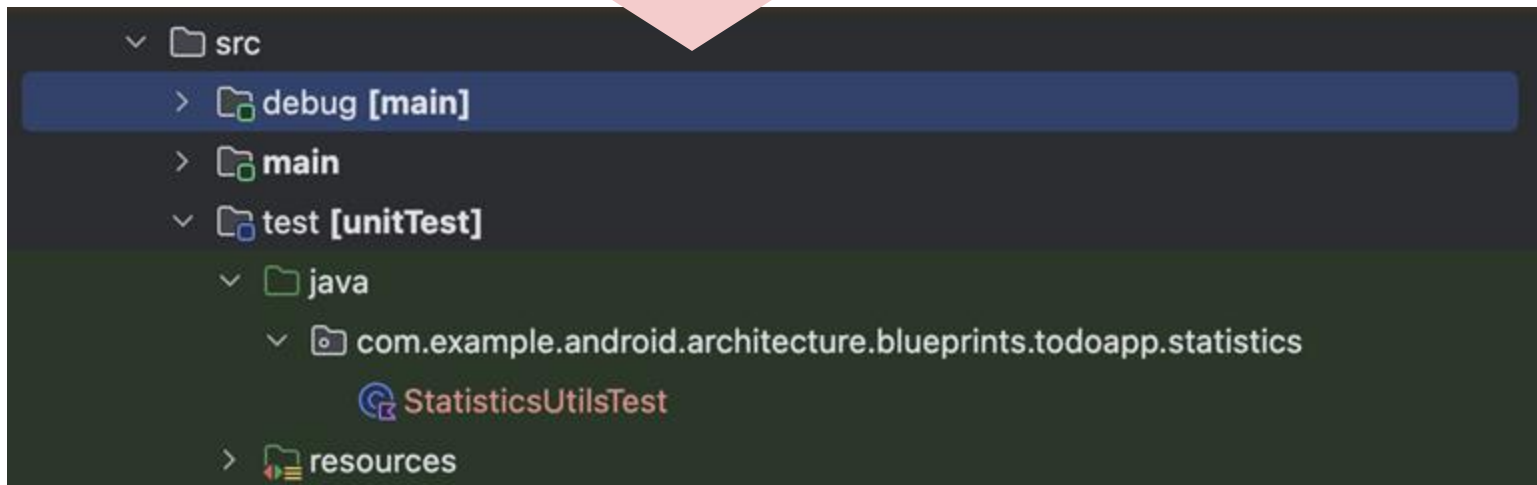 src
debug [main]
main
test [unitTest]
java
com.example.android.architecture.blueprints.todoapp.statistics
StatisticsUtilsTest
resources